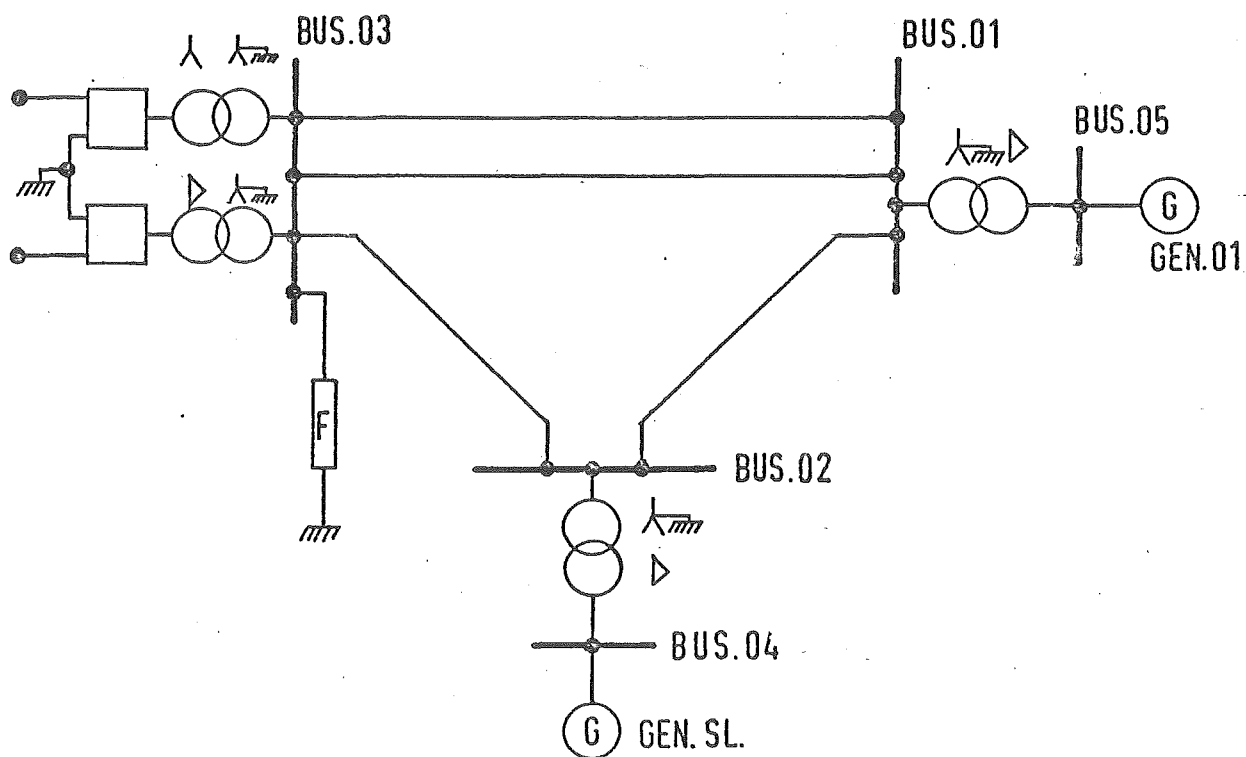 BUS.03
BUS.01
BUS.05
G
GEN.01
F
BUS.02
BUS.04
G
GEN. SL.